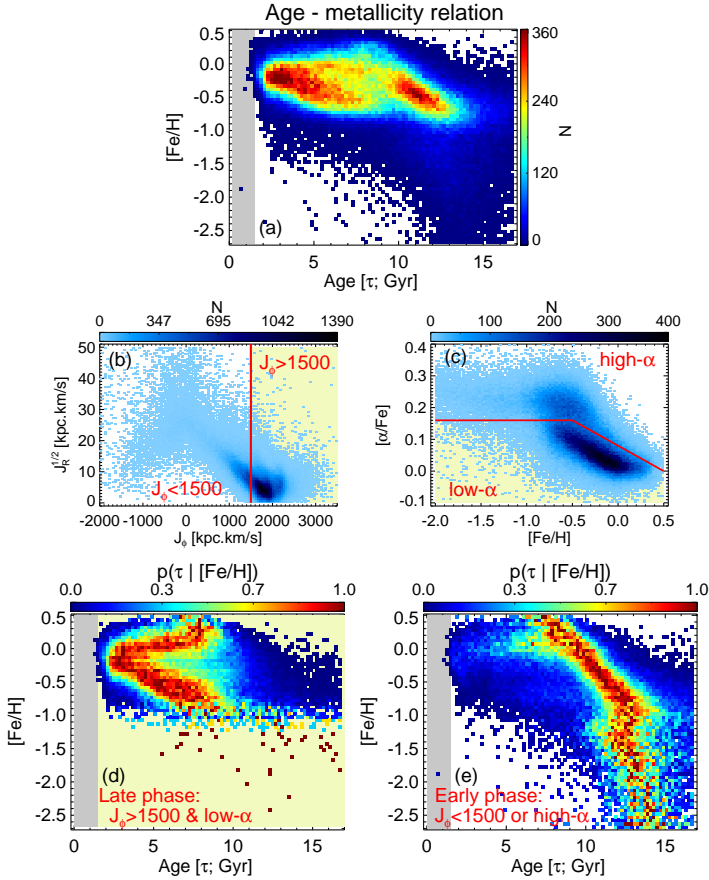 Age - metallicity relation
0.5
0.0
-0.5
-1.0
-1.5
-2.0
-2.5
[Fe/H]
(a)
0 5 10 15
Age [τ; Gyr]
360
240
120
0
N
N
0 347 695 1042 1390
(b)
J_ϕ>1500
J_ϕ<1500
50
40
30
20
10
0
J_R^{1/2} [kpc.km/s]
-2000 -1000 0 1000 2000 3000
J_ϕ [kpc.km/s]
N
0 100 200 300 400
(c)
high-α
low-α
0.4
0.3
0.2
0.1
0.0
-0.1
[α/Fe]
-2.0 -1.5 -1.0 -0.5 0.0 0.5
[Fe/H]
p(τ | [Fe/H])
0.0 0.3 0.7 1.0
0.5
0.0
-0.5
-1.0
-1.5
-2.0
-2.5
[Fe/H]
(d)
Late phase:
J_ϕ>1500 & low-α
0 5 10 15
Age [τ; Gyr]
p(τ | [Fe/H])
0.0 0.3 0.7 1.0
0.5
0.0
-0.5
-1.0
-1.5
-2.0
-2.5
[Fe/H]
(e)
Early phase:
J_ϕ<1500 or high-α
0 5 10 15
Age [τ; Gyr]